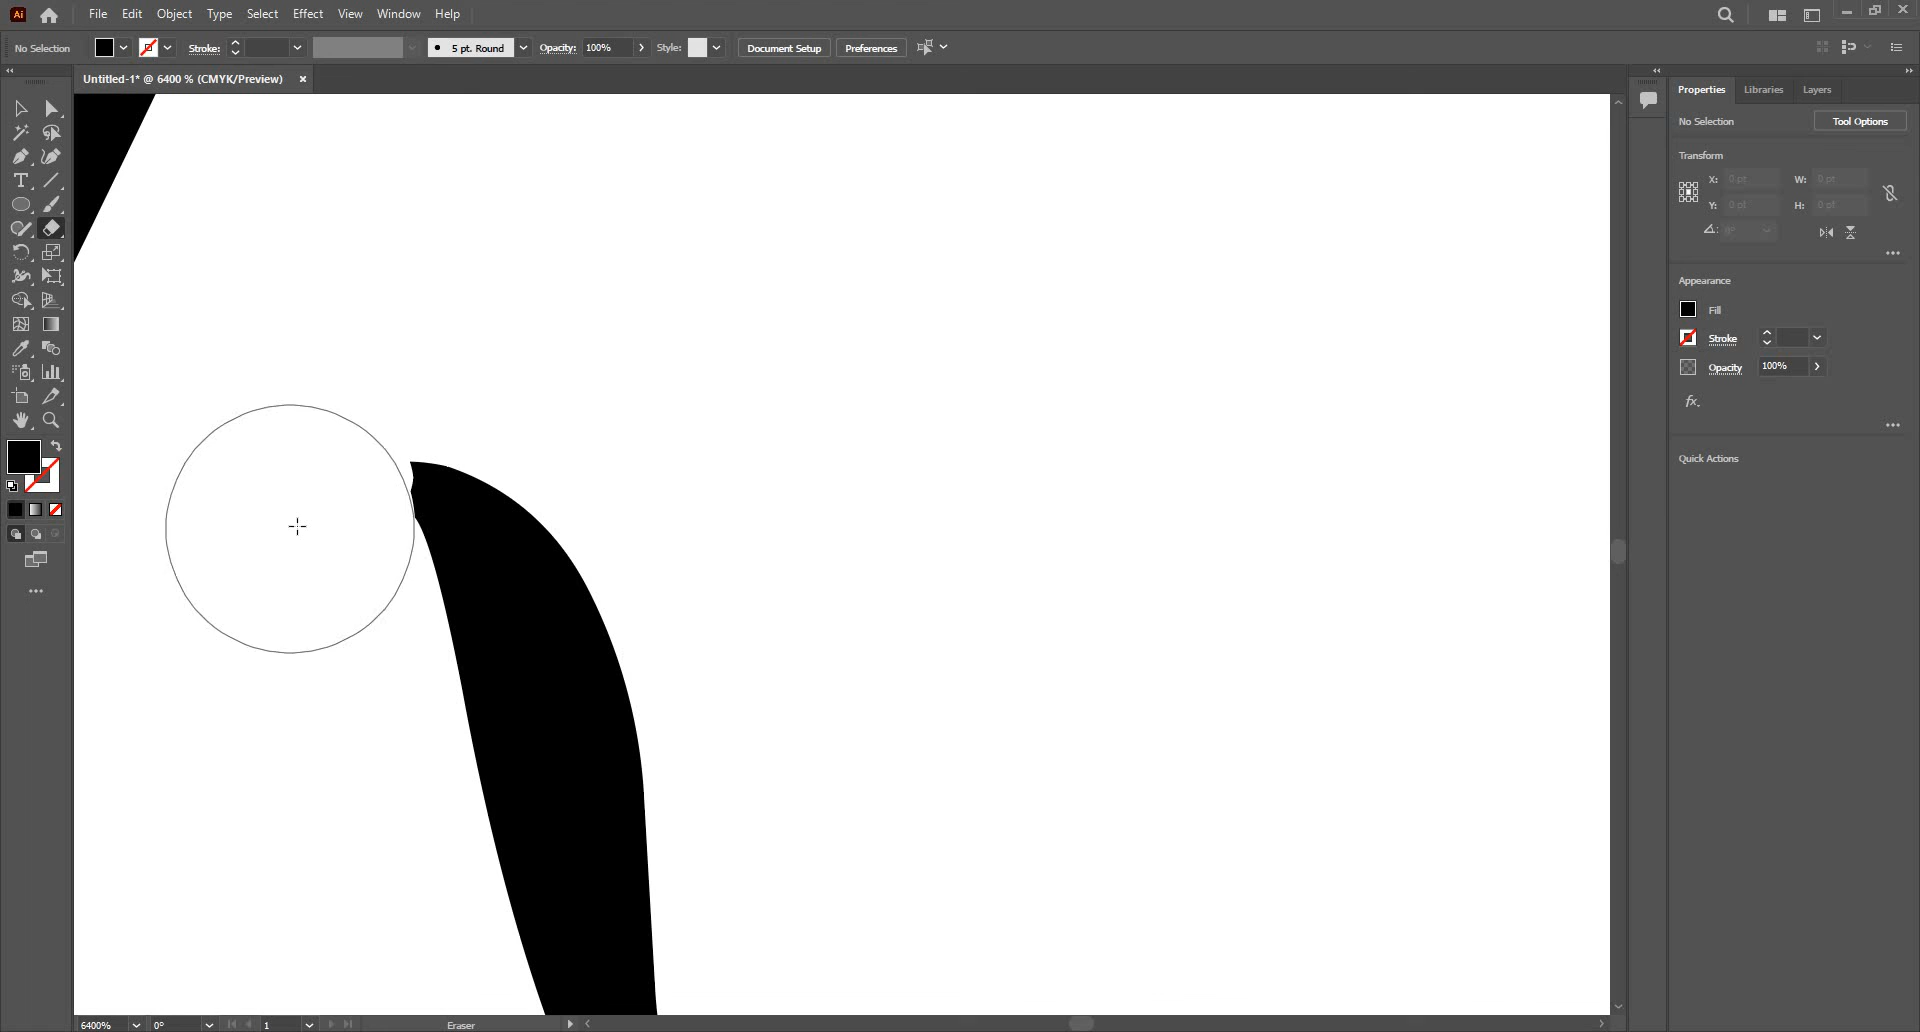 Ai File Edit Object Type Select Effect View Window Help
No Selection Stroke: 5 pt. Round Opacity: 100% Style: Document Setup Preferences
Untitled-1* @ 6400 % (CMYK/Preview) ×
Properties Libraries Layers
No Selection Tool Options
Transform
X: 0 pt W: 0 pt
Y: 0 pt H: 0 pt
0°
Appearance
Fill
Stroke
Opacity 100%
fx.
Quick Actions
6400% 0° 1 Eraser